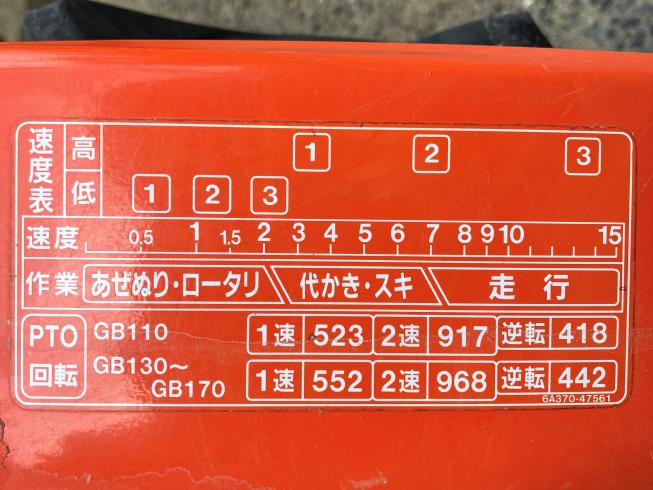 速度表 高 1 2 3
低 1 2 3
速度 0.5 1 1.5 2 3 4 5 6 7 8 9 10 15
作業 あぜぬり・ロータリ 代かき・スキ 走行
PTO GB110 1速 523 2速 917 逆転 418
回転 GB130〜GB170 1速 552 2速 968 逆転 442
6A370-47561